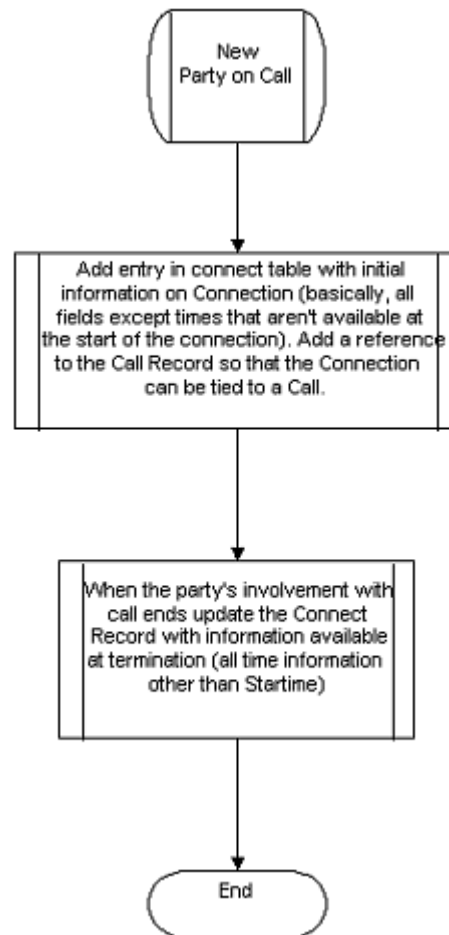 New
Party on Call
Add entry in connect table with initial
information on Connection (basically, all
fields except times that aren't available at
the start of the connection). Add a reference
to the Call Record so that the Connection
can be tied to a Call.
When the party's involvement with
call ends update the Connect
Record with information available
at termination (all time information
other than Startime)
End